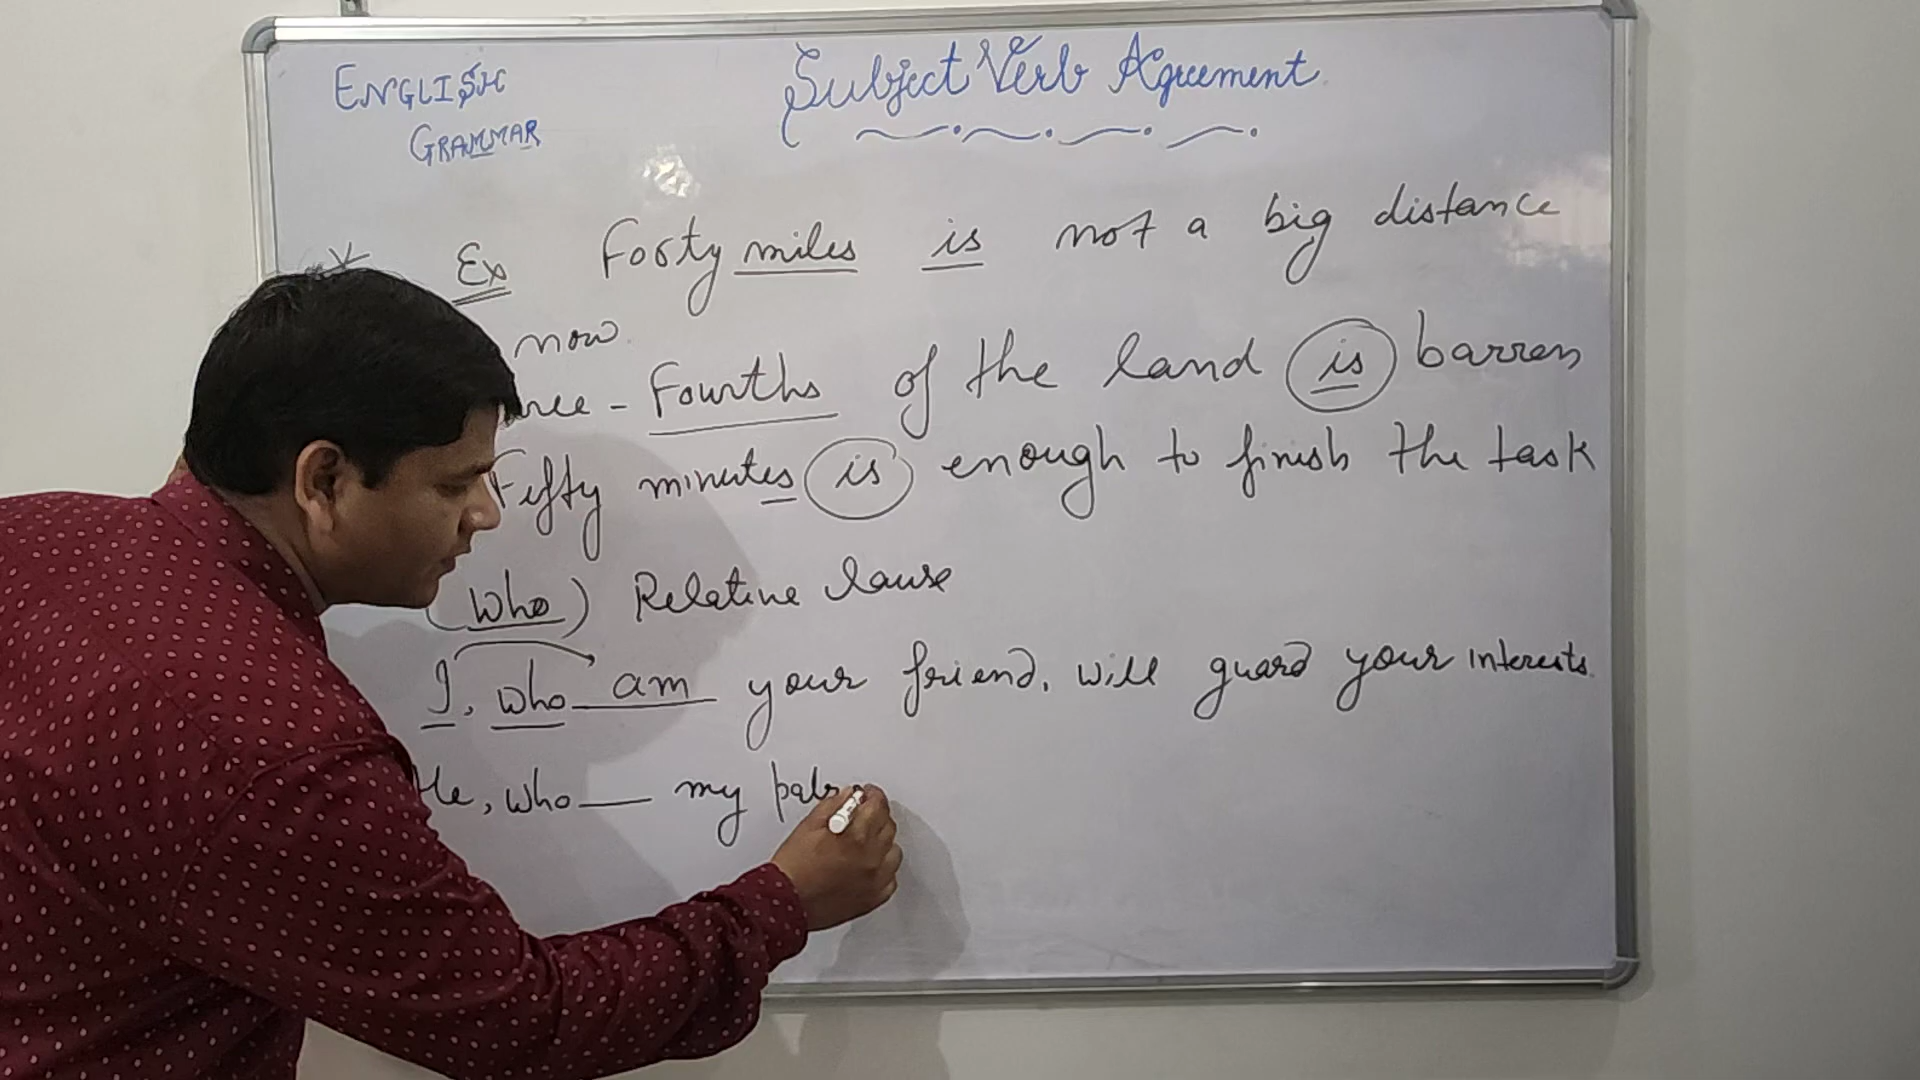 ENGLISH
GRAMMAR
Subject Verb Agreement
Ex Forty miles is not a big distance
now.
ree - Fourths of the land is barren
Fifty minutes is enough to finish the task
(Who) Relative lause
I, who am your friend, will guard your interests.
He, who ___ my